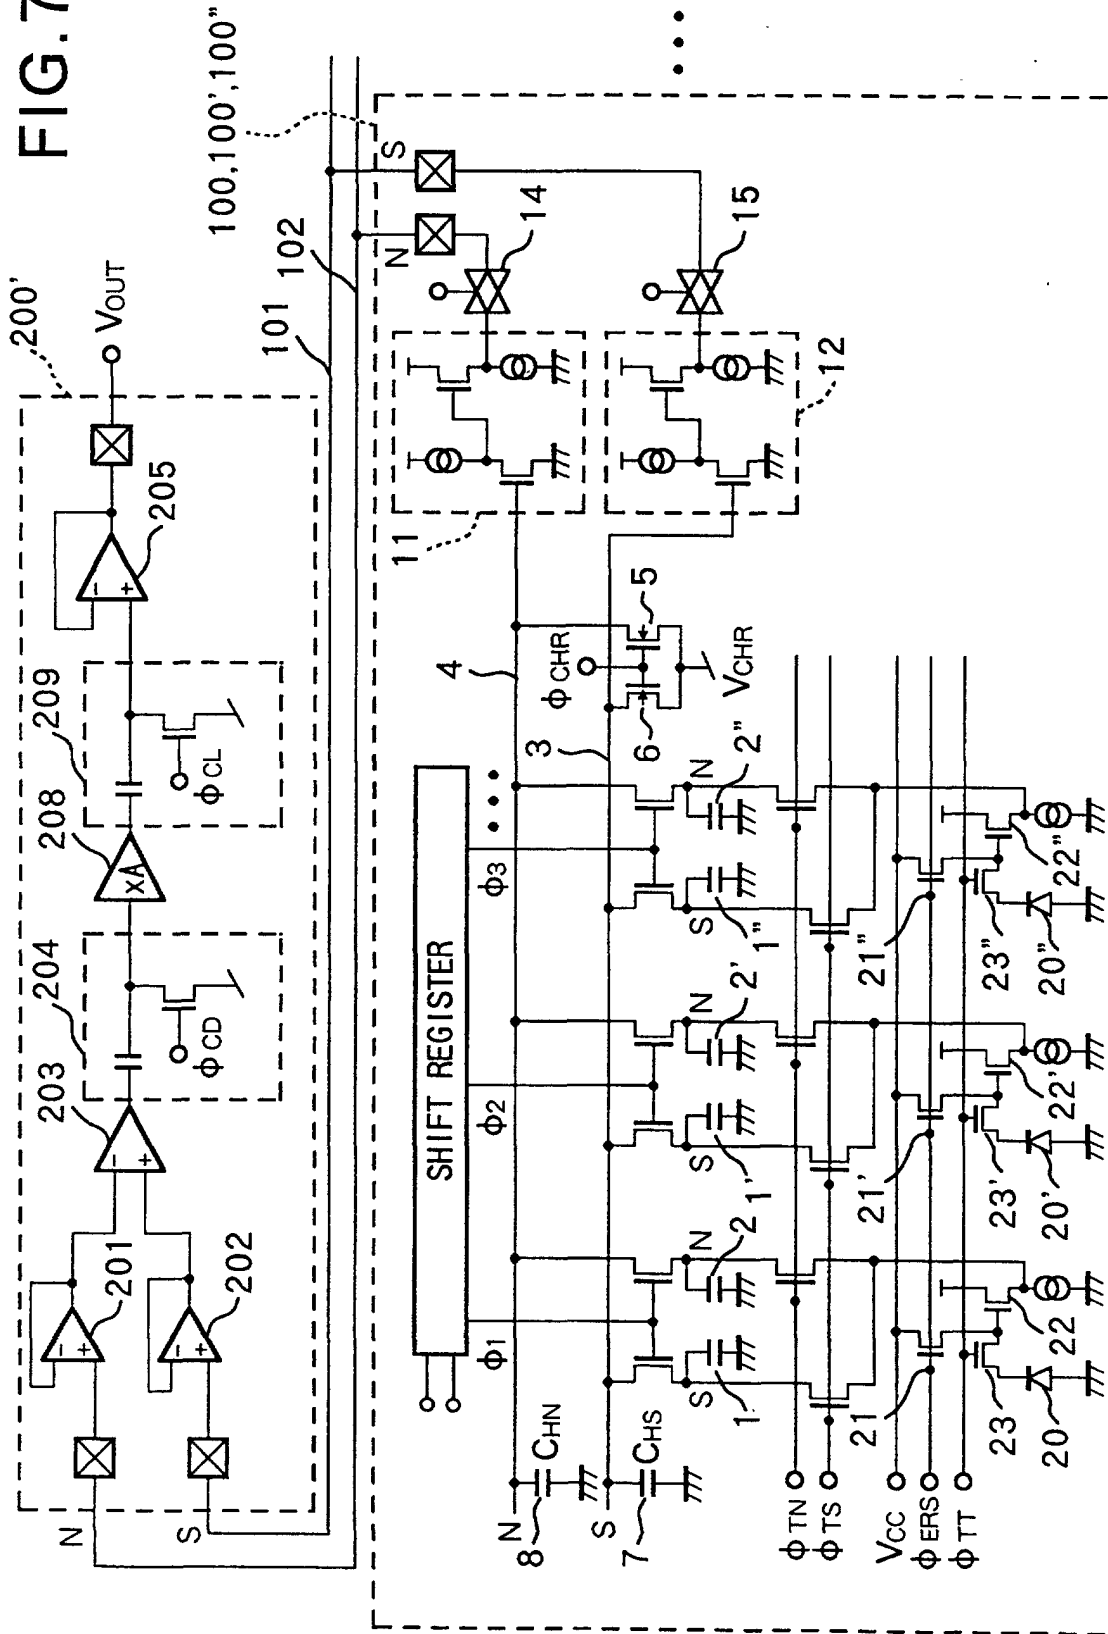 FIG.7
200'
VOUT
205
209
208
xA
φCL
204
203
φCD
201
202
N
S
101
102
100,100',100"
S
N
14
15
11
12
SHIFT REGISTER
φ1
φ2
φ3
4
3
φCHR
5
6
VCHR
N
8
CHN
S
7
CHS
S
1
N
2
S
1'
N
2'
S
1"
N
2"
φTN
φTS
VCC
φERS
φTT
21
22
23
20
21'
22'
23'
20'
21"
22"
23"
20"